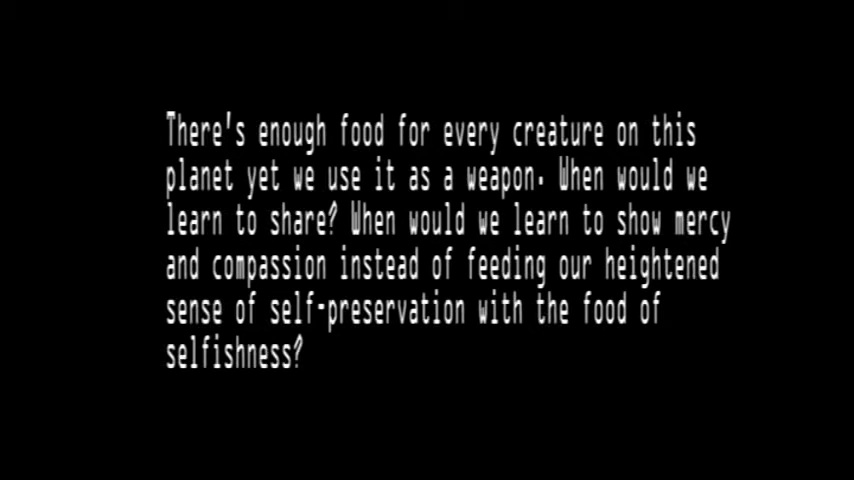 There's enough food for every creature on this
planet yet we use it as a weapon. When would we
learn to share? When would we learn to show mercy
and compassion instead of feeding our heightened
sense of self-preservation with the food of
selfishness?